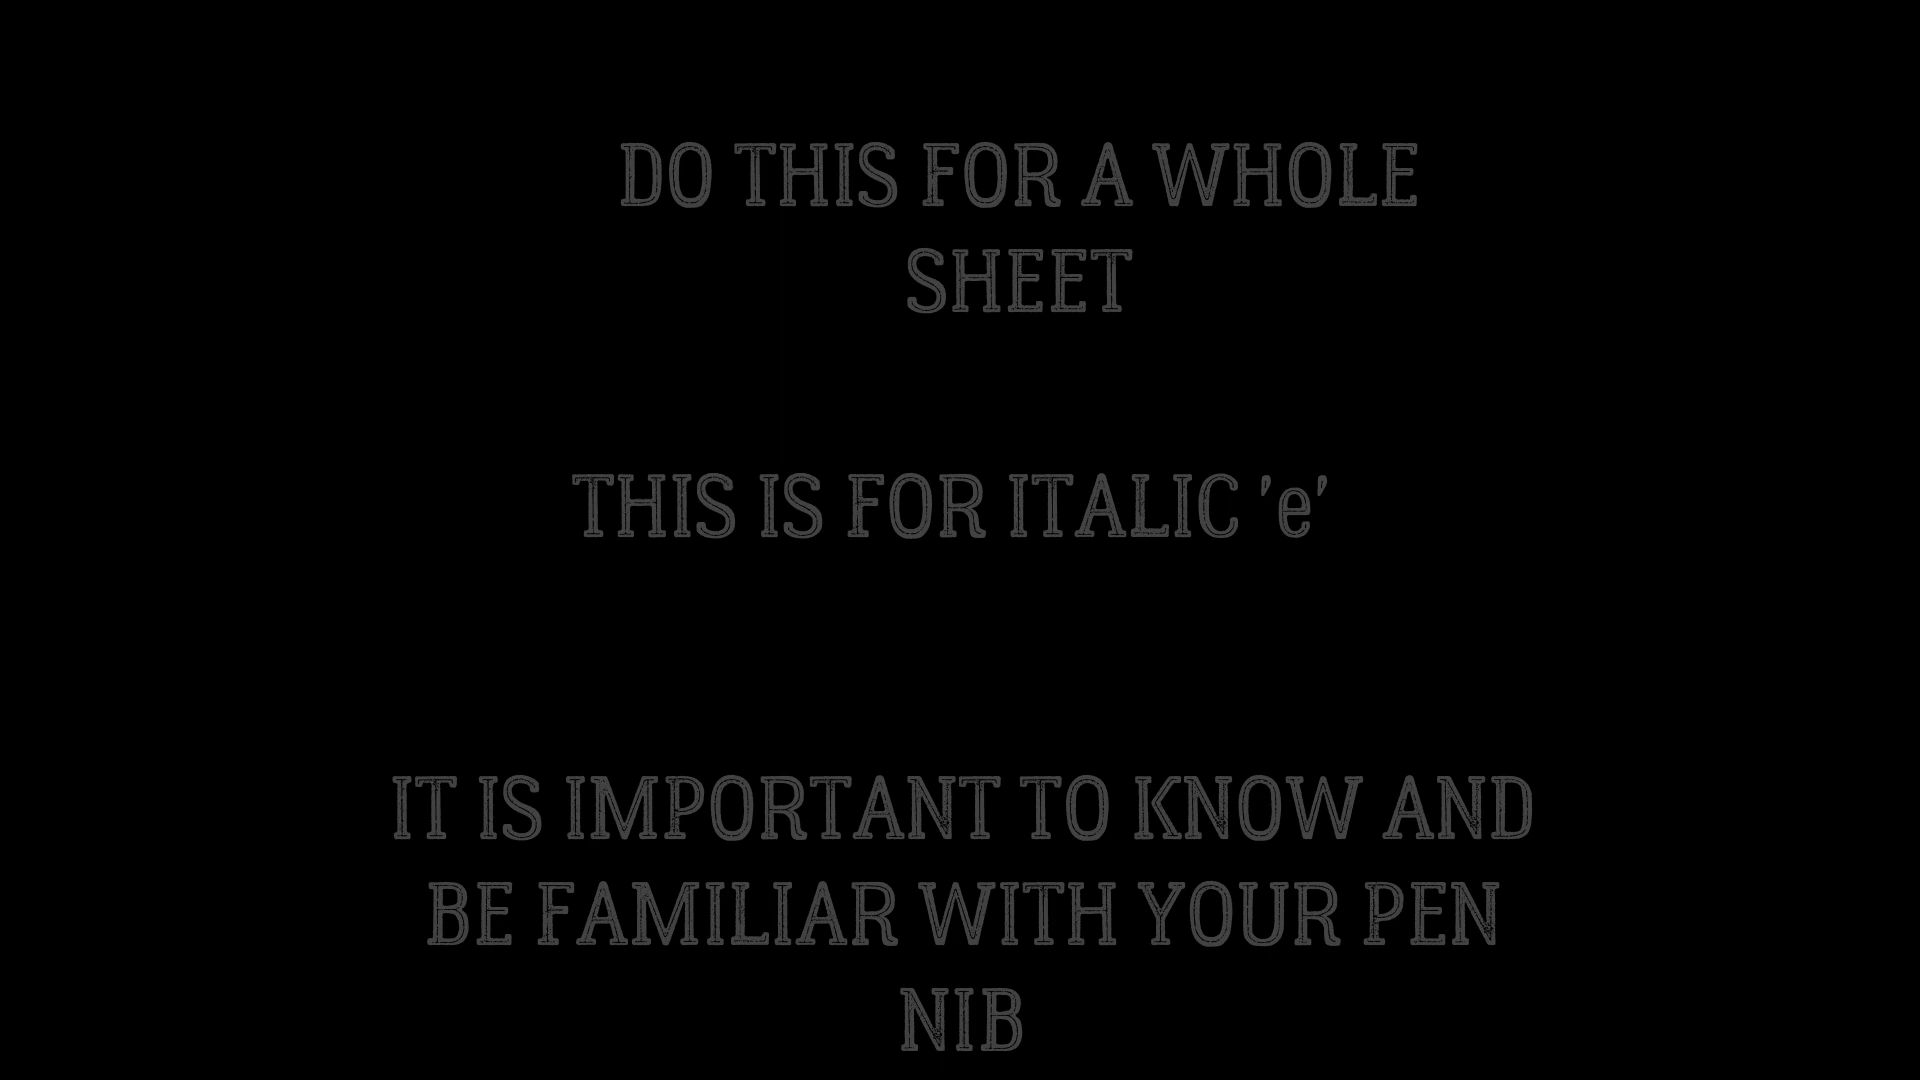 DO THIS FOR A WHOLE
SHEET
THIS IS FOR ITALIC 'e'
IT IS IMPORTANT TO KNOW AND
BE FAMILIAR WITH YOUR PEN
NIB